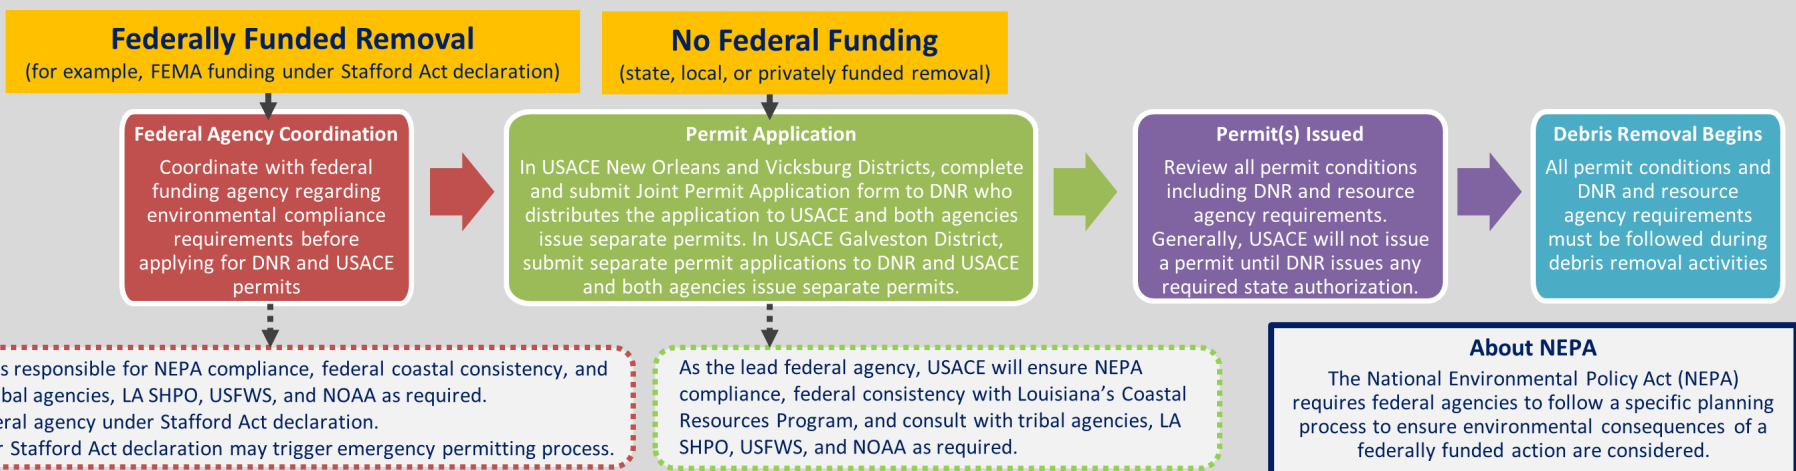 Federally Funded Removal
(for example, FEMA funding under Stafford Act declaration)
No Federal Funding
(state, local, or privately funded removal)
Federal Agency Coordination
Coordinate with federal
funding agency regarding
environmental compliance
requirements before
applying for DNR and USACE
permits
Permit Application
In USACE New Orleans and Vicksburg Districts, complete
and submit Joint Permit Application form to DNR who
distributes the application to USACE and both agencies
issue separate permits. In USACE Galveston District,
submit separate permit applications to DNR and USACE
and both agencies issue separate permits.
Permit(s) Issued
Review all permit conditions
including DNR and resource
agency requirements.
Generally, USACE will not issue
a permit until DNR issues any
required state authorization.
Debris Removal Begins
All permit conditions and
DNR and resource
agency requirements
must be followed during
debris removal activities
responsible for NEPA compliance, federal coastal consistency, and
agencies, LA SHPO, USFWS, and NOAA as required.
agency under Stafford Act declaration.
Stafford Act declaration may trigger emergency permitting process.
As the lead federal agency, USACE will ensure NEPA
compliance, federal consistency with Louisiana's Coastal
Resources Program, and consult with tribal agencies, LA
SHPO, USFWS, and NOAA as required.
About NEPA
The National Environmental Policy Act (NEPA)
requires federal agencies to follow a specific planning
process to ensure environmental consequences of a
federally funded action are considered.